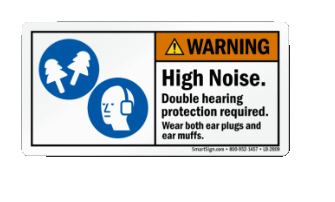 WARNING
High Noise.
Double hearing
protection required.
Wear both ear plugs and
ear muffs.
SmartSign.com • 800-952-1457 • LB-2809